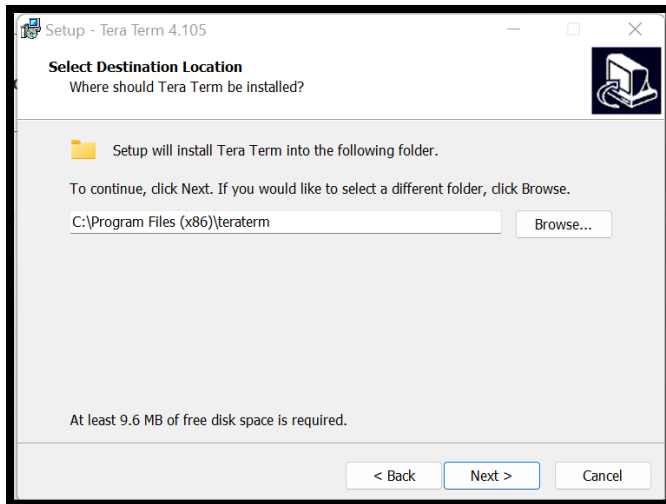 Setup - Tera Term 4.105
Select Destination Location
Where should Tera Term be installed?
Setup will install Tera Term into the following folder.
To continue, click Next. If you would like to select a different folder, click Browse.
C:\Program Files (x86)\teraterm
Browse...
At least 9.6 MB of free disk space is required.
< Back
Next >
Cancel